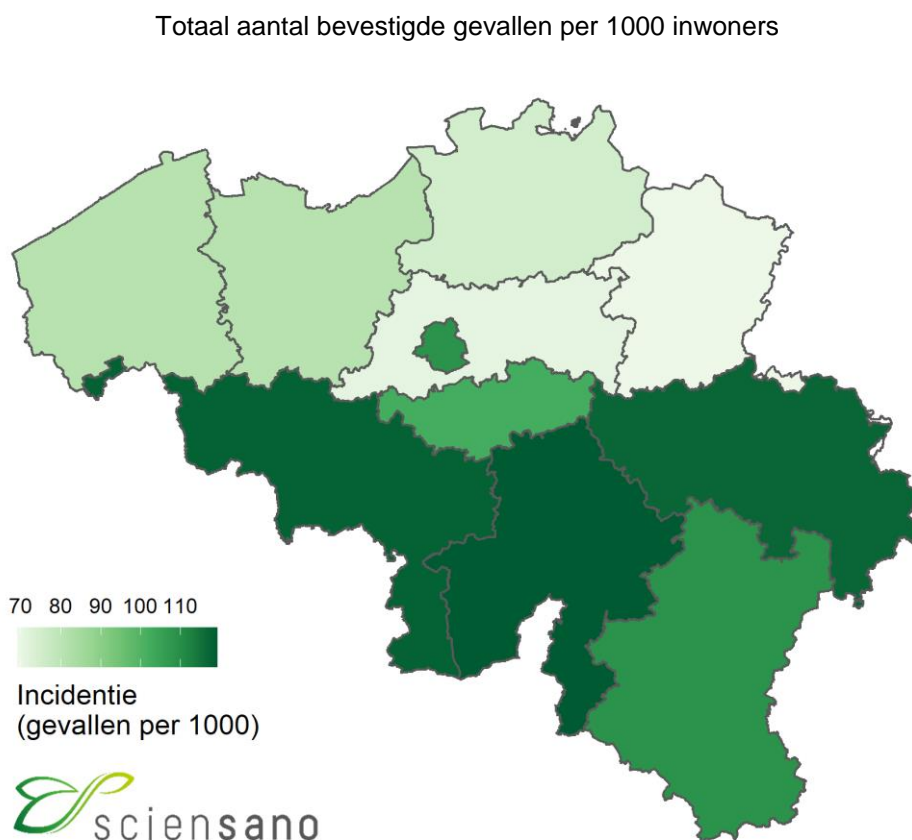 Totaal aantal bevestigde gevallen per 1000 inwoners
70 80 90 100 110
Incidentie
(gevallen per 1000)
sciensano